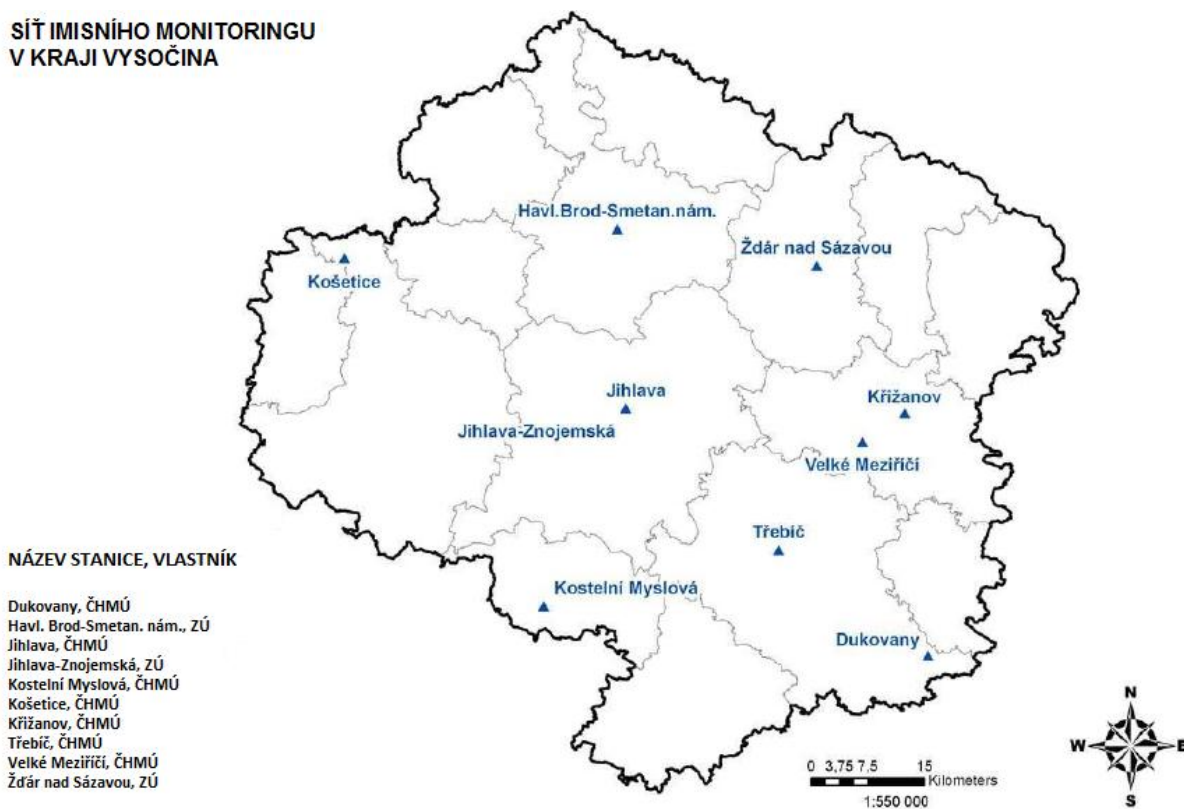 SÍŤ IMISNÍHO MONITORINGU
V KRAJI VYSOČINA
Havl.Brod-Smetan.nám.
Ždár nad Sázavou
Košetice
Jihlava
Křížanov
Jihlava-Znojemská
Velké Meziříčí
Třebíč
Kostelní Myslová
Dukovany
NÁZEV STANICE, VLASTNÍK
Dukovany, ČHMÚ
Havl. Brod-Smetan. nám., ZÚ
Jihlava, ČHMÚ
Jihlava-Znojemská, ZÚ
Kostelní Myslová, ČHMÚ
Košetice, ČHMÚ
Křižanov, ČHMÚ
Třebíč, ČHMÚ
Velké Meziříčí, ČHMÚ
Žďár nad Sázavou, ZÚ
N
W E
S
0 3,75 7.5 15
Kilometers
1:550 000